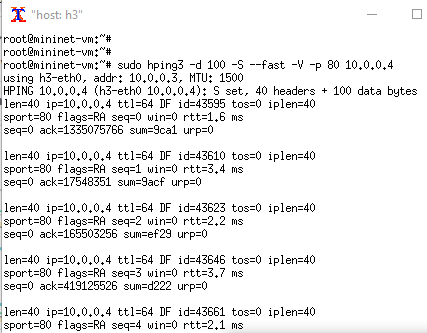 "host: h3"
root@mininet-vm:~#
root@mininet-vm:~#
root@mininet-vm:~# sudo hping3 -d 100 -S --fast -V -p 80 10.0.0.4
using h3-eth0, addr: 10.0.0.3, MTU: 1500
HPING 10.0.0.4 (h3-eth0 10.0.0.4): S set, 40 headers + 100 data bytes
len=40 ip=10.0.0.4 ttl=64 DF id=43595 tos=0 iplen=40
sport=80 flags=RA seq=0 win=0 rtt=1.6 ms
seq=0 ack=1335075766 sum=9ca1 urp=0

len=40 ip=10.0.0.4 ttl=64 DF id=43610 tos=0 iplen=40
sport=80 flags=RA seq=1 win=0 rtt=3.4 ms
seq=0 ack=17548351 sum=9acf urp=0

len=40 ip=10.0.0.4 ttl=64 DF id=43623 tos=0 iplen=40
sport=80 flags=RA seq=2 win=0 rtt=2.2 ms
seq=0 ack=165503256 sum=ef29 urp=0

len=40 ip=10.0.0.4 ttl=64 DF id=43646 tos=0 iplen=40
sport=80 flags=RA seq=3 win=0 rtt=3.7 ms
seq=0 ack=419125526 sum=d222 urp=0

len=40 ip=10.0.0.4 ttl=64 DF id=43661 tos=0 iplen=40
sport=80 flags=RA seq=4 win=0 rtt=2.1 ms